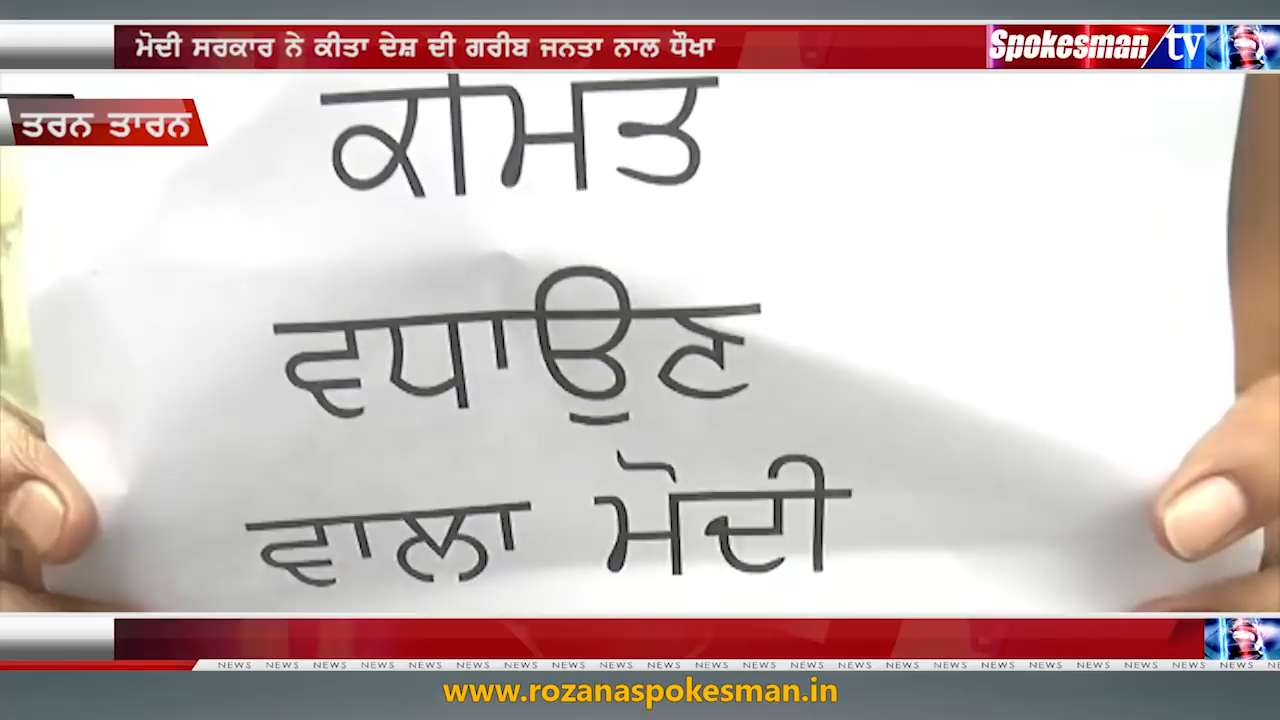 ਮੋਦੀ ਸਰਕਾਰ ਨੇ ਕੀਤਾ ਦੇਸ਼ ਦੀ ਗਰੀਬ ਜਨਤਾ ਨਾਲ ਧੌਖਾ
Spokesman tv
ਤਰਨ ਤਾਰਨ
ਕੀਮਤ
ਵਧਾਉਣ
ਵਾਲਾ ਮੋਦੀ
NEWS NEWS NEWS NEWS NEWS NEWS NEWS NEWS NEWS NEWS NEWS NEWS NEWS NEWS NEWS NEWS NEWS NEWS NEWS NEWS NEWS NEWS
www.rozanaspokesman.in